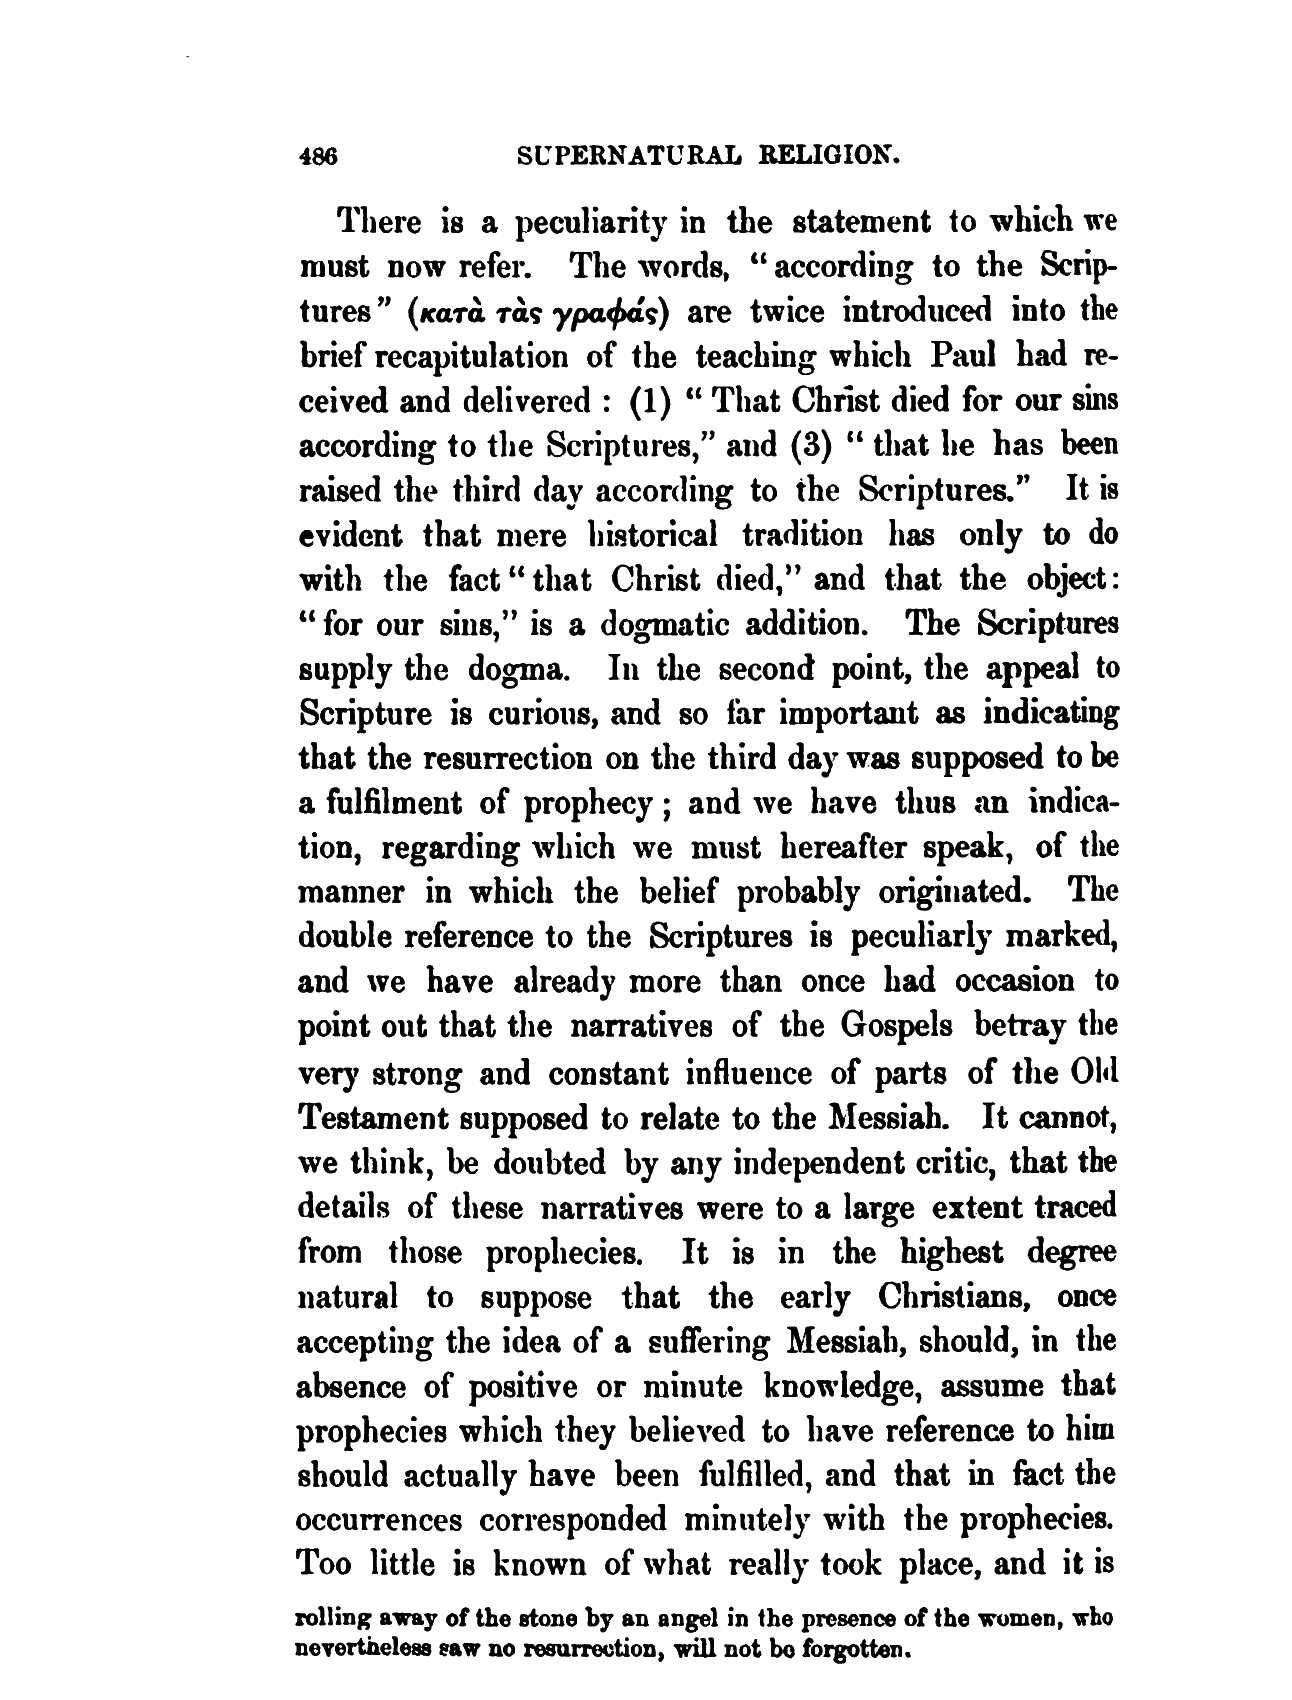 486 SUPERNATURAL RELIGION.
There is a peculiarity in the statement to which we
must now refer. The words, “according to the Scrip-
tures” (κατὰ τὰς γραφάς) are twice introduced into the
brief recapitulation of the teaching which Paul had re-
ceived and delivered : (1) “That Christ died for our sins
according to the Scriptures,” and (3) “that he has been
raised the third day according to the Scriptures.” It is
evident that mere historical tradition has only to do
with the fact “that Christ died,” and that the object:
“for our sins,” is a dogmatic addition. The Scriptures
supply the dogma. In the second point, the appeal to
Scripture is curious, and so far important as indicating
that the resurrection on the third day was supposed to be
a fulfilment of prophecy ; and we have thus an indica-
tion, regarding which we must hereafter speak, of the
manner in which the belief probably originated. The
double reference to the Scriptures is peculiarly marked,
and we have already more than once had occasion to
point out that the narratives of the Gospels betray the
very strong and constant influence of parts of the Old
Testament supposed to relate to the Messiah. It cannot,
we think, be doubted by any independent critic, that the
details of these narratives were to a large extent traced
from those prophecies. It is in the highest degree
natural to suppose that the early Christians, once
accepting the idea of a suffering Messiah, should, in the
absence of positive or minute knowledge, assume that
prophecies which they believed to have reference to him
should actually have been fulfilled, and that in fact the
occurrences corresponded minutely with the prophecies.
Too little is known of what really took place, and it is
rolling away of the stone by an angel in the presence of the women, who
nevertheless saw no resurrection, will not be forgotten.